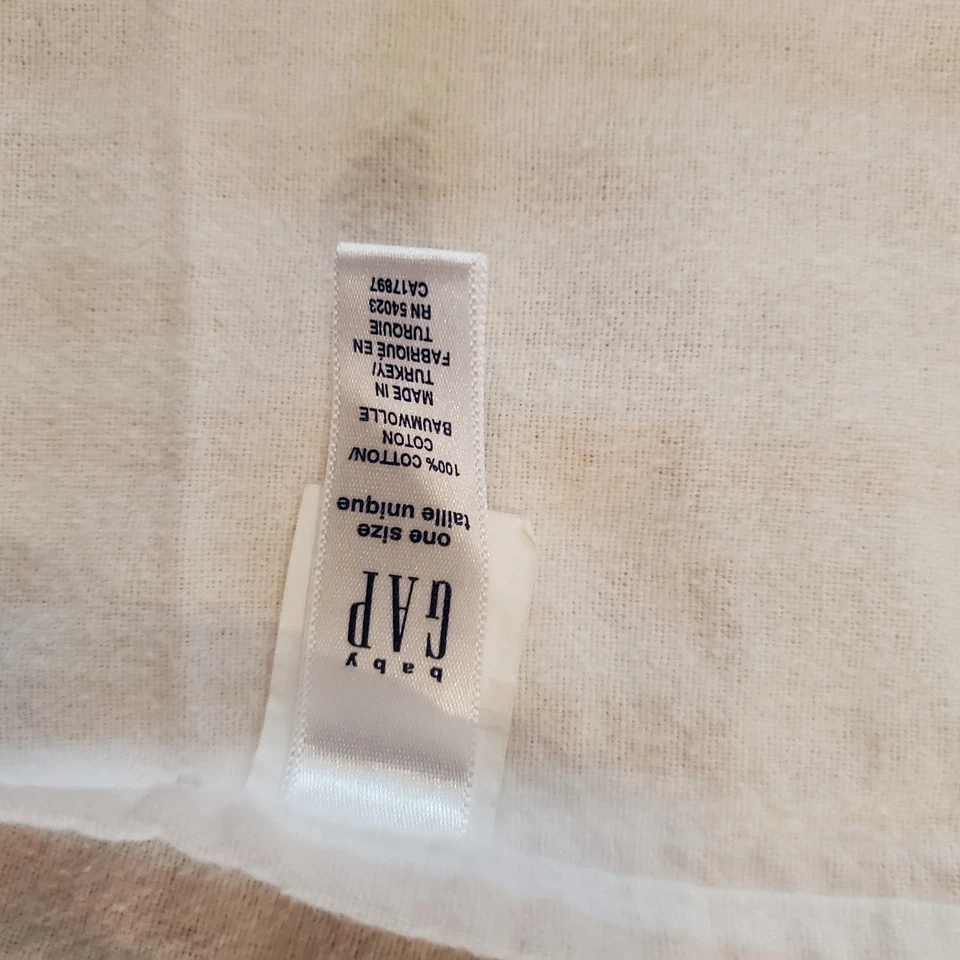 baby
GAP
one size
taille unique
100% COTTON/
COTON
BAUMWOLLE
MADE IN
TURKEY/
FABRIQUÉ EN
TURQUIE
RN 54023
CA17897